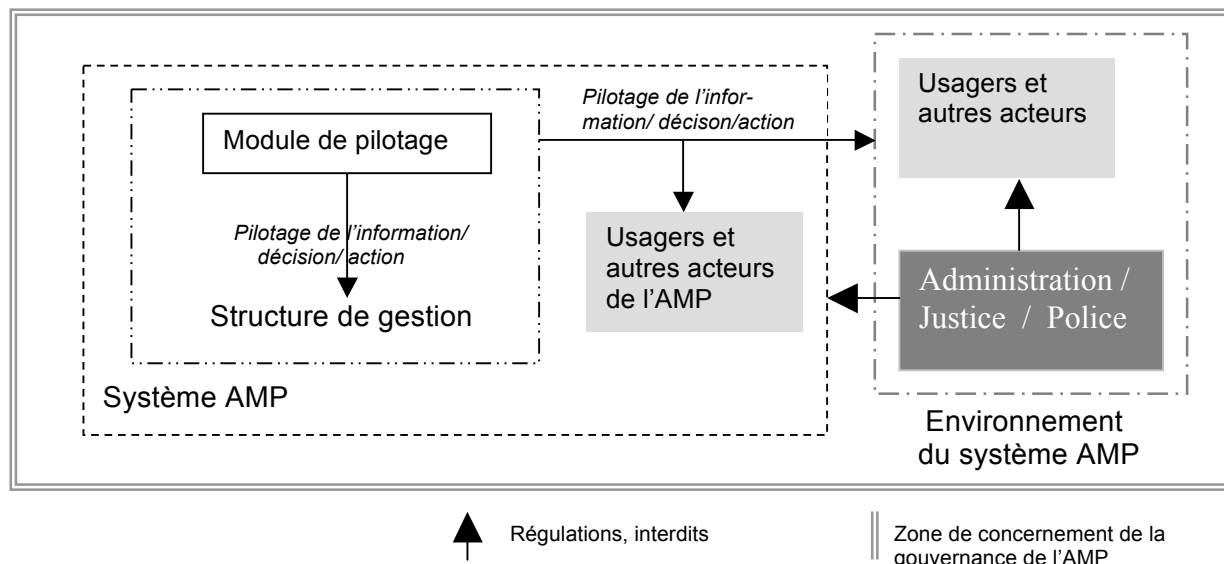 Pilotage de l'infor-
mation/ décison/action
Module de pilotage
Pilotage de l'information/
décision/ action
Structure de gestion
Système AMP
Usagers et
autres acteurs
de l'AMP
Usagers et
autres acteurs
Administration /
Justice / Police
Environnement
du système AMP
Régulations, interdits
Zone de concernement de la
gouvernance de l'AMP